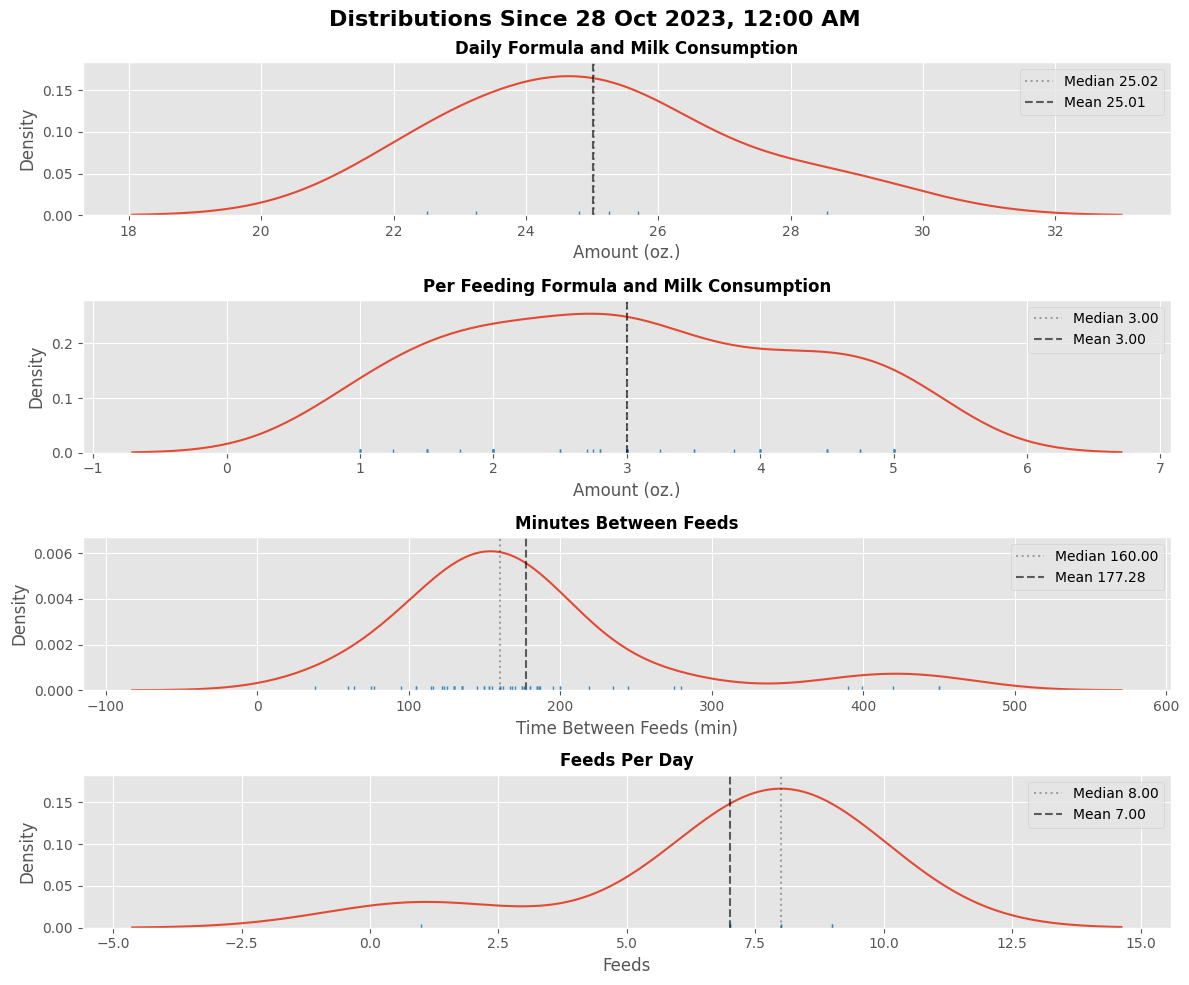 Distributions Since 28 Oct 2023, 12:00 AM
Daily Formula and Milk Consumption
Density
0.15
0.10
0.05
0.00
Median 25.02
Mean 25.01
18 20 22 24 26 28 30 32
Amount (oz.)
Per Feeding Formula and Milk Consumption
Density
0.2
0.1
0.0
Median 3.00
Mean 3.00
−1 0 1 2 3 4 5 6 7
Amount (oz.)
Minutes Between Feeds
Density
0.006
0.004
0.002
0.000
Median 160.00
Mean 177.28
−100 0 100 200 300 400 500 600
Time Between Feeds (min)
Feeds Per Day
Density
0.15
0.10
0.05
0.00
Median 8.00
Mean 7.00
−5.0 −2.5 0.0 2.5 5.0 7.5 10.0 12.5 15.0
Feeds